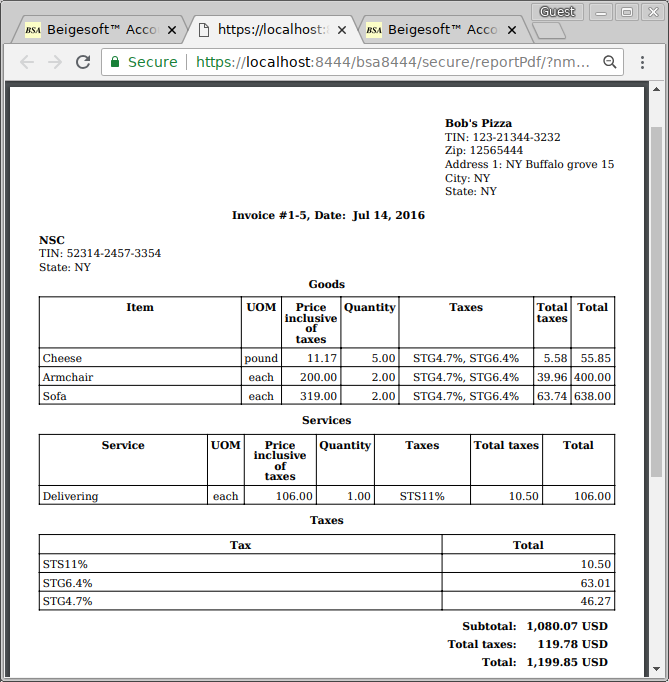 Guest
BSA Beigesoft™ Acco
https://localhost:
BSA Beigesoft™ Acco
Secure https://localhost:8444/bsa8444/secure/reportPdf/?nm...
Bob's Pizza
TIN: 123-21344-3232
Zip: 12565444
Address 1: NY Buffalo grove 15
City: NY
State: NY
Invoice #1-5, Date: Jul 14, 2016
NSC
TIN: 52314-2457-3354
State: NY
Goods
Item UOM Price inclusive of taxes Quantity Taxes Total taxes Total
Cheese pound 11.17 5.00 STG4.7%, STG6.4% 5.58 55.85
Armchair each 200.00 2.00 STG4.7%, STG6.4% 39.96 400.00
Sofa each 319.00 2.00 STG4.7%, STG6.4% 63.74 638.00
Services
Service UOM Price inclusive of taxes Quantity Taxes Total taxes Total
Delivering each 106.00 1.00 STS11% 10.50 106.00
Taxes
Tax Total
STS11% 10.50
STG6.4% 63.01
STG4.7% 46.27
Subtotal: 1,080.07 USD
Total taxes: 119.78 USD
Total: 1,199.85 USD